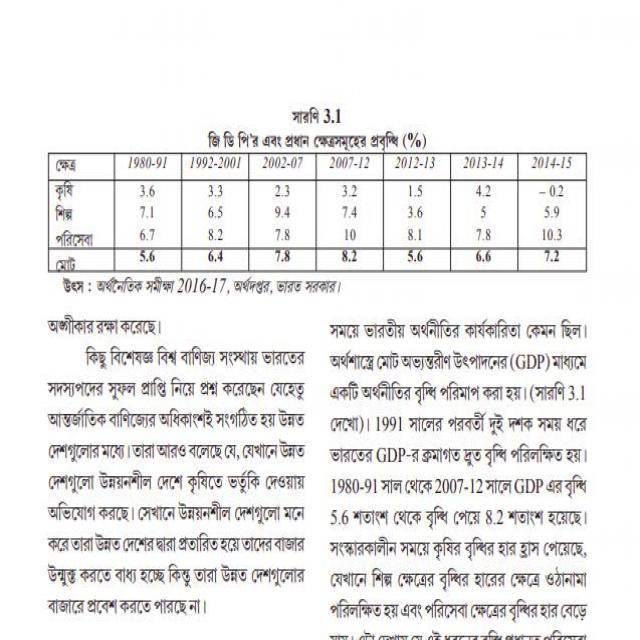 সারণি 3.1
জি ডি পি'র এবং প্রধান ক্ষেত্রসমূহের প্রবৃদ্ধি (%)
ক্ষেত্র 1980-91 1992-2001 2002-07 2007-12 2012-13 2013-14 2014-15
কৃষি 3.6 3.3 2.3 3.2 1.5 4.2 – 0.2
শিল্প 7.1 6.5 9.4 7.4 3.6 5 5.9
পরিসেবা 6.7 8.2 7.8 10 8.1 7.8 10.3
মোট 5.6 6.4 7.8 8.2 5.6 6.6 7.2
উৎস : অর্থনৈতিক সমীক্ষা 2016-17, অর্থদপ্তর, ভারত সরকার।
অঙ্গীকার রক্ষা করেছে।
কিছু বিশেষজ্ঞ বিশ্ব বাণিজ্য সংস্থায় ভারতের
সদস্যপদের সুফল প্রাপ্তি নিয়ে প্রশ্ন করেছেন যেহেতু
আন্তর্জাতিক বাণিজ্যের অধিকাংশই সংগঠিত হয় উন্নত
দেশগুলোর মধ্যে। তারা আরও বলেছে যে, যেখানে উন্নত
দেশগুলো উন্নয়নশীল দেশে কৃষিতে ভর্তুকি দেওয়ায়
অভিযোগ করছে। সেখানে উন্নয়নশীল দেশগুলো মনে
করে তারা উন্নত দেশের দ্বারা প্রতারিত হয়ে তাদের বাজার
উন্মুক্ত করতে বাধ্য হচ্ছে কিন্তু তারা উন্নত দেশগুলোর
বাজারে প্রবেশ করতে পারছে না।
সময়ে ভারতীয় অর্থনীতির কার্যকারিতা কেমন ছিল।
অর্থশাস্ত্রে মোট অভ্যন্তরীণ উৎপাদনের (GDP) মাধ্যমে
একটি অর্থনীতির বৃদ্ধি পরিমাপ করা হয়। (সারণি 3.1
দেখো)। 1991 সালের পরবর্তী দুই দশক সময় ধরে
ভারতের GDP-র ক্রমাগত দ্রুত বৃদ্ধি পরিলক্ষিত হয়।
1980-91 সাল থেকে 2007-12 সালে GDP এর বৃদ্ধি
5.6 শতাংশ থেকে বৃদ্ধি পেয়ে 8.2 শতাংশ হয়েছে।
সংস্কারকালীন সময়ে কৃষির বৃদ্ধির হার হ্রাস পেয়েছে,
যেখানে শিল্প ক্ষেত্রের বৃদ্ধির হারের ক্ষেত্রে ওঠানামা
পরিলক্ষিত হয় এবং পরিসেবা ক্ষেত্রের বৃদ্ধির হার বেড়ে